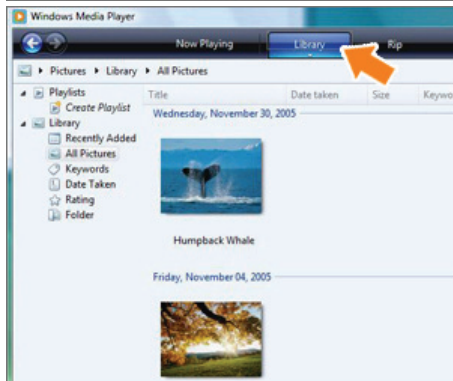 Windows Media Player
Now Playing Library Rip
Pictures Library All Pictures
Playlists
Create Playlist
Library
Recently Added
All Pictures
Keywords
Date Taken
Rating
Folder
Title Date taken Size Keywo
Wednesday, November 30, 2005
Humpback Whale
Friday, November 04, 2005